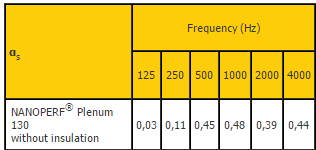 Frequency (Hz)
αs
125 250 500 1000 2000 4000
NANOPERF® Plenum
130
without insulation
0,03 0,11 0,45 0,48 0,39 0,44